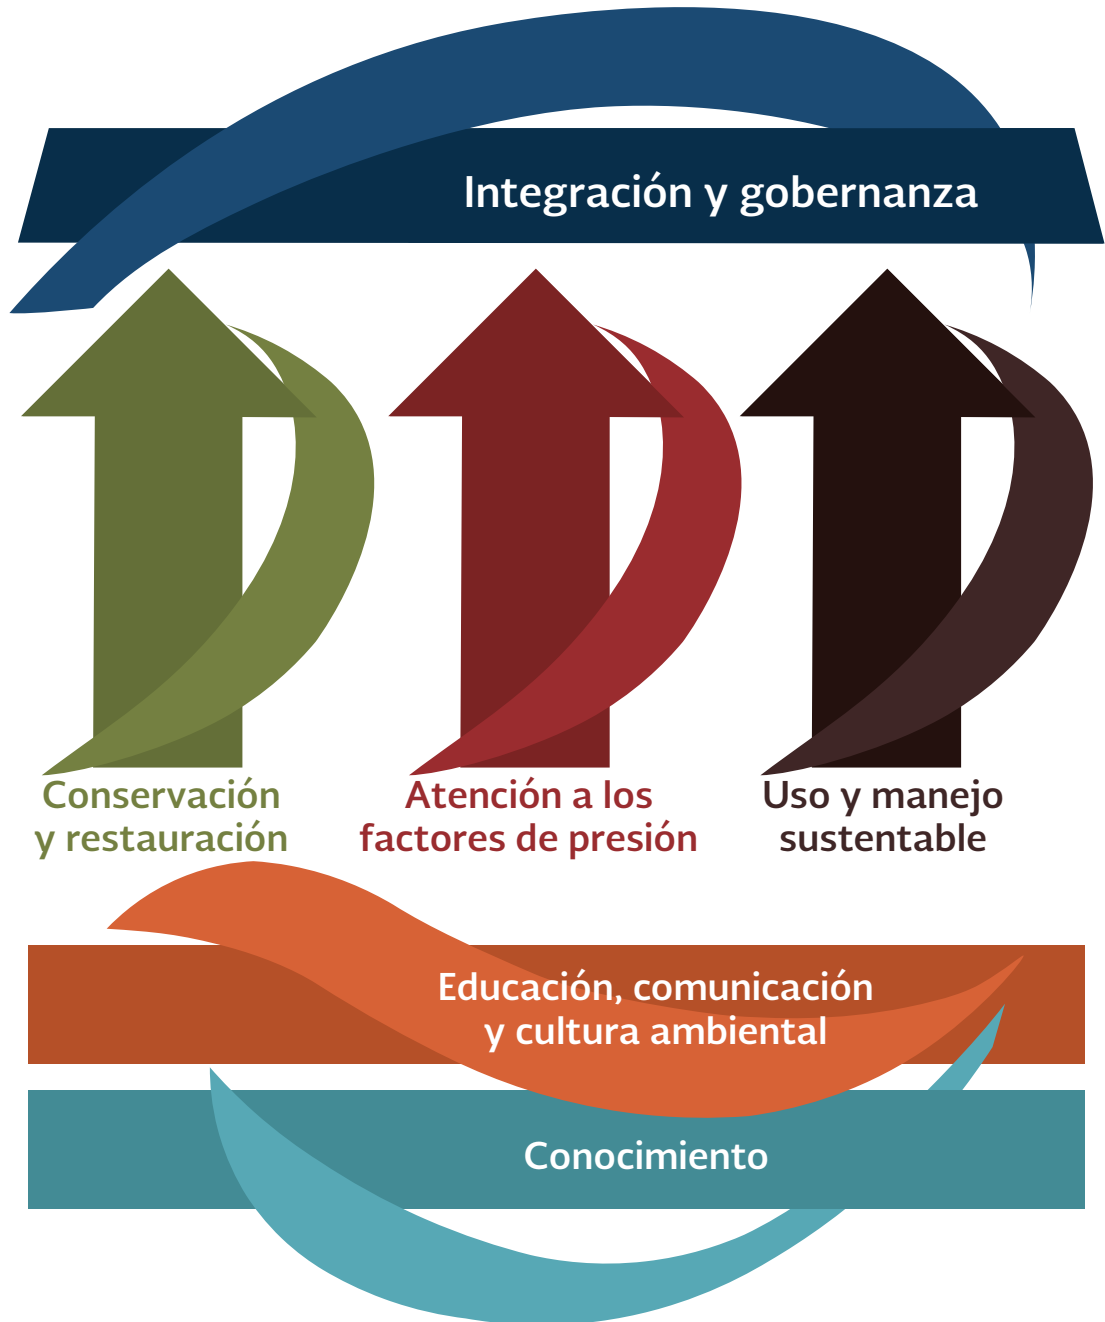 Integración y gobernanza
Conservación
y restauración
Atención a los
factores de presión
Uso y manejo
sustentable
Educación, comunicación
y cultura ambiental
Conocimiento